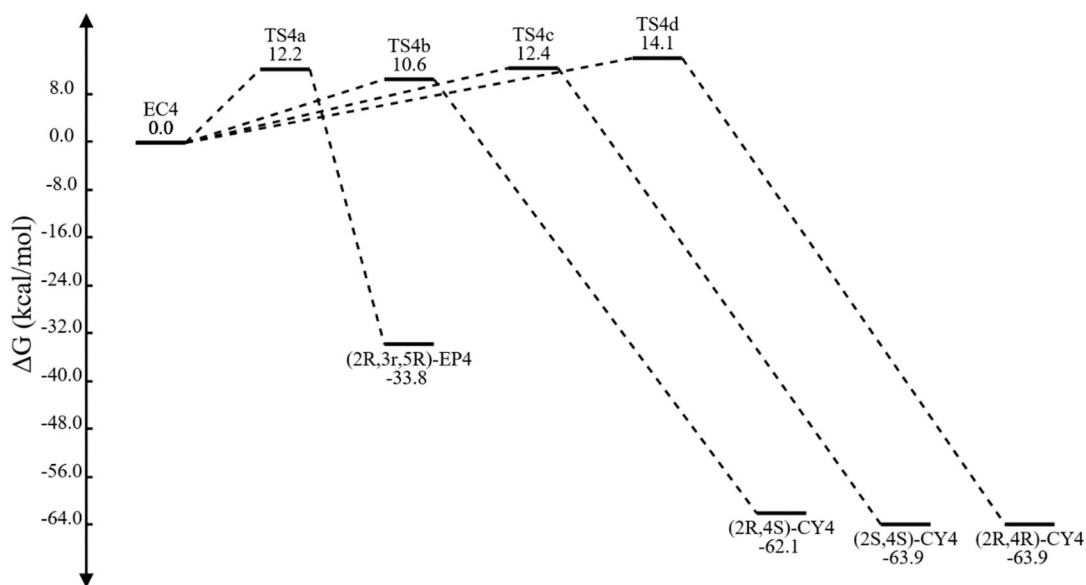 TS4a
12.2
TS4b
10.6
TS4c
12.4
TS4d
14.1
EC4
0.0
8.0
0.0
-8.0
-16.0
-24.0
-32.0
-40.0
-48.0
-56.0
-64.0
ΔG (kcal/mol)
(2R,3r,5R)-EP4
-33.8
(2R,4S)-CY4
-62.1
(2S,4S)-CY4
-63.9
(2R,4R)-CY4
-63.9